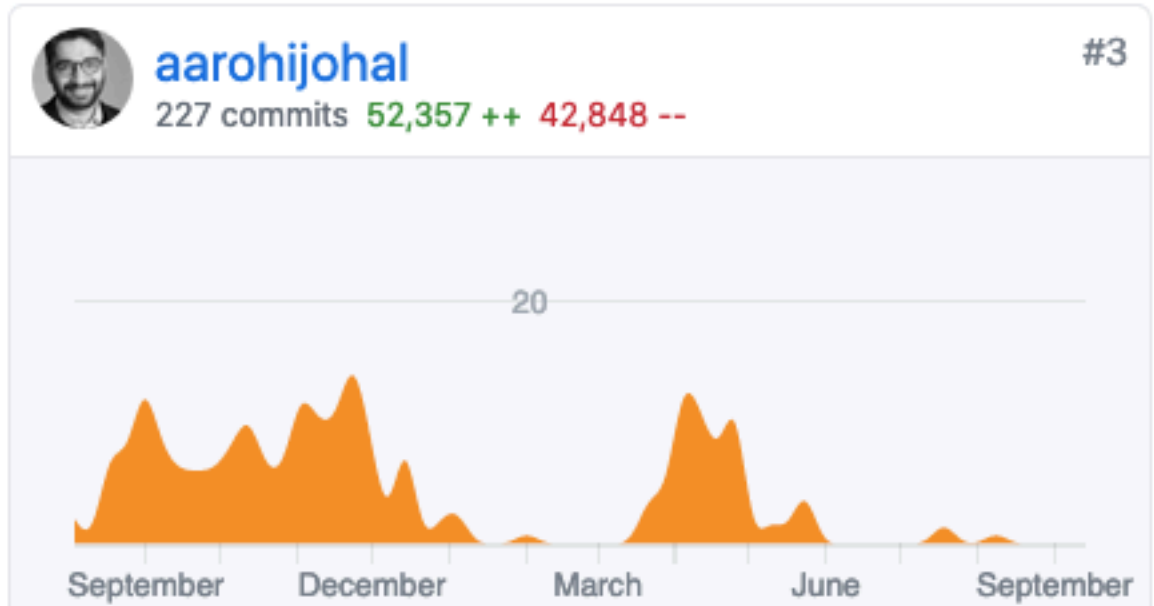 aarohijohal
#3
227 commits 52,357 ++ 42,848 --
20
September December March June September